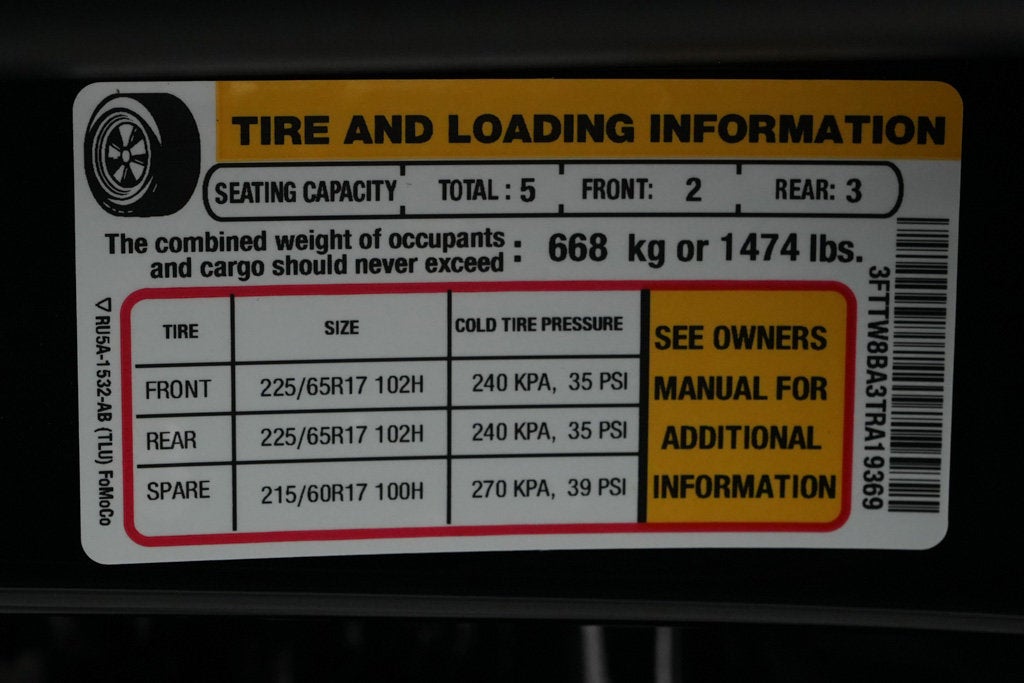 TIRE AND LOADING INFORMATION
SEATING CAPACITY TOTAL : 5 FRONT: 2 REAR: 3
The combined weight of occupants
and cargo should never exceed : 668 kg or 1474 lbs.
TIRE SIZE COLD TIRE PRESSURE
FRONT 225/65R17 102H 240 KPA, 35 PSI
REAR 225/65R17 102H 240 KPA, 35 PSI
SPARE 215/60R17 100H 270 KPA, 39 PSI
SEE OWNERS
MANUAL FOR
ADDITIONAL
INFORMATION
3FTTW8BA3TRA19369
RU5A-1532-AB (TLU) FoMoCo